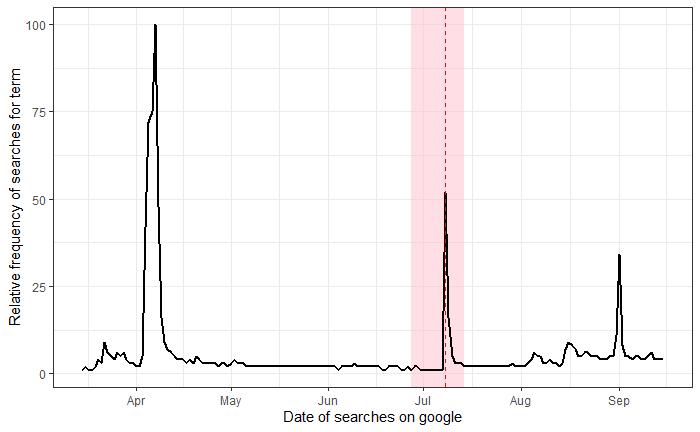 Relative frequency of searches for term
100
75
50
25
0
Apr May Jun Jul Aug Sep
Date of searches on google